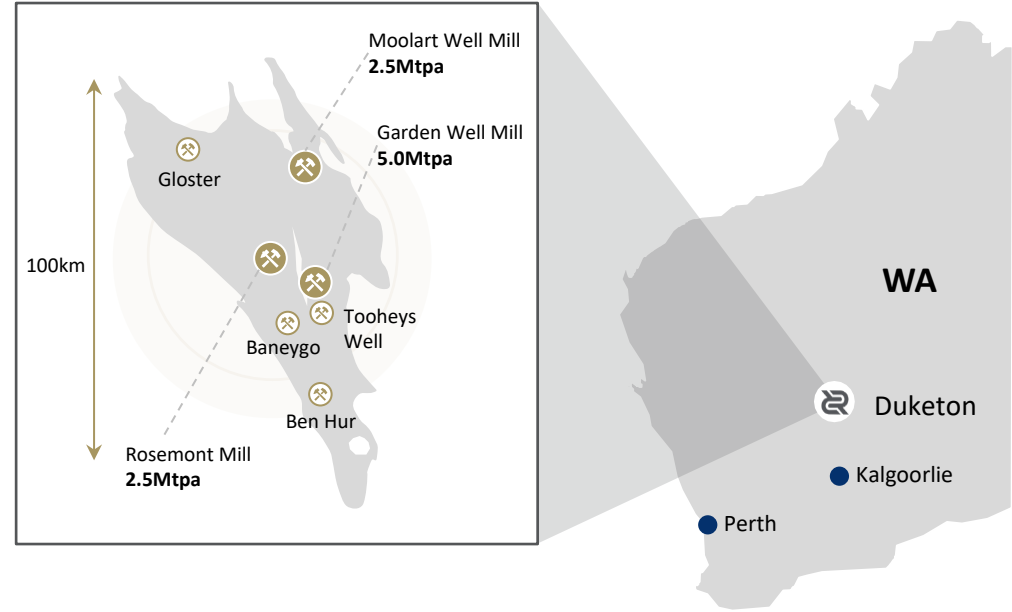 Moolart Well Mill
2.5Mtpa
Garden Well Mill
5.0Mtpa
Gloster
100km
WA
Tooheys
Well
Baneygo
Duketon
Ben Hur
Rosemont Mill
2.5Mtpa
Kalgoorlie
Perth